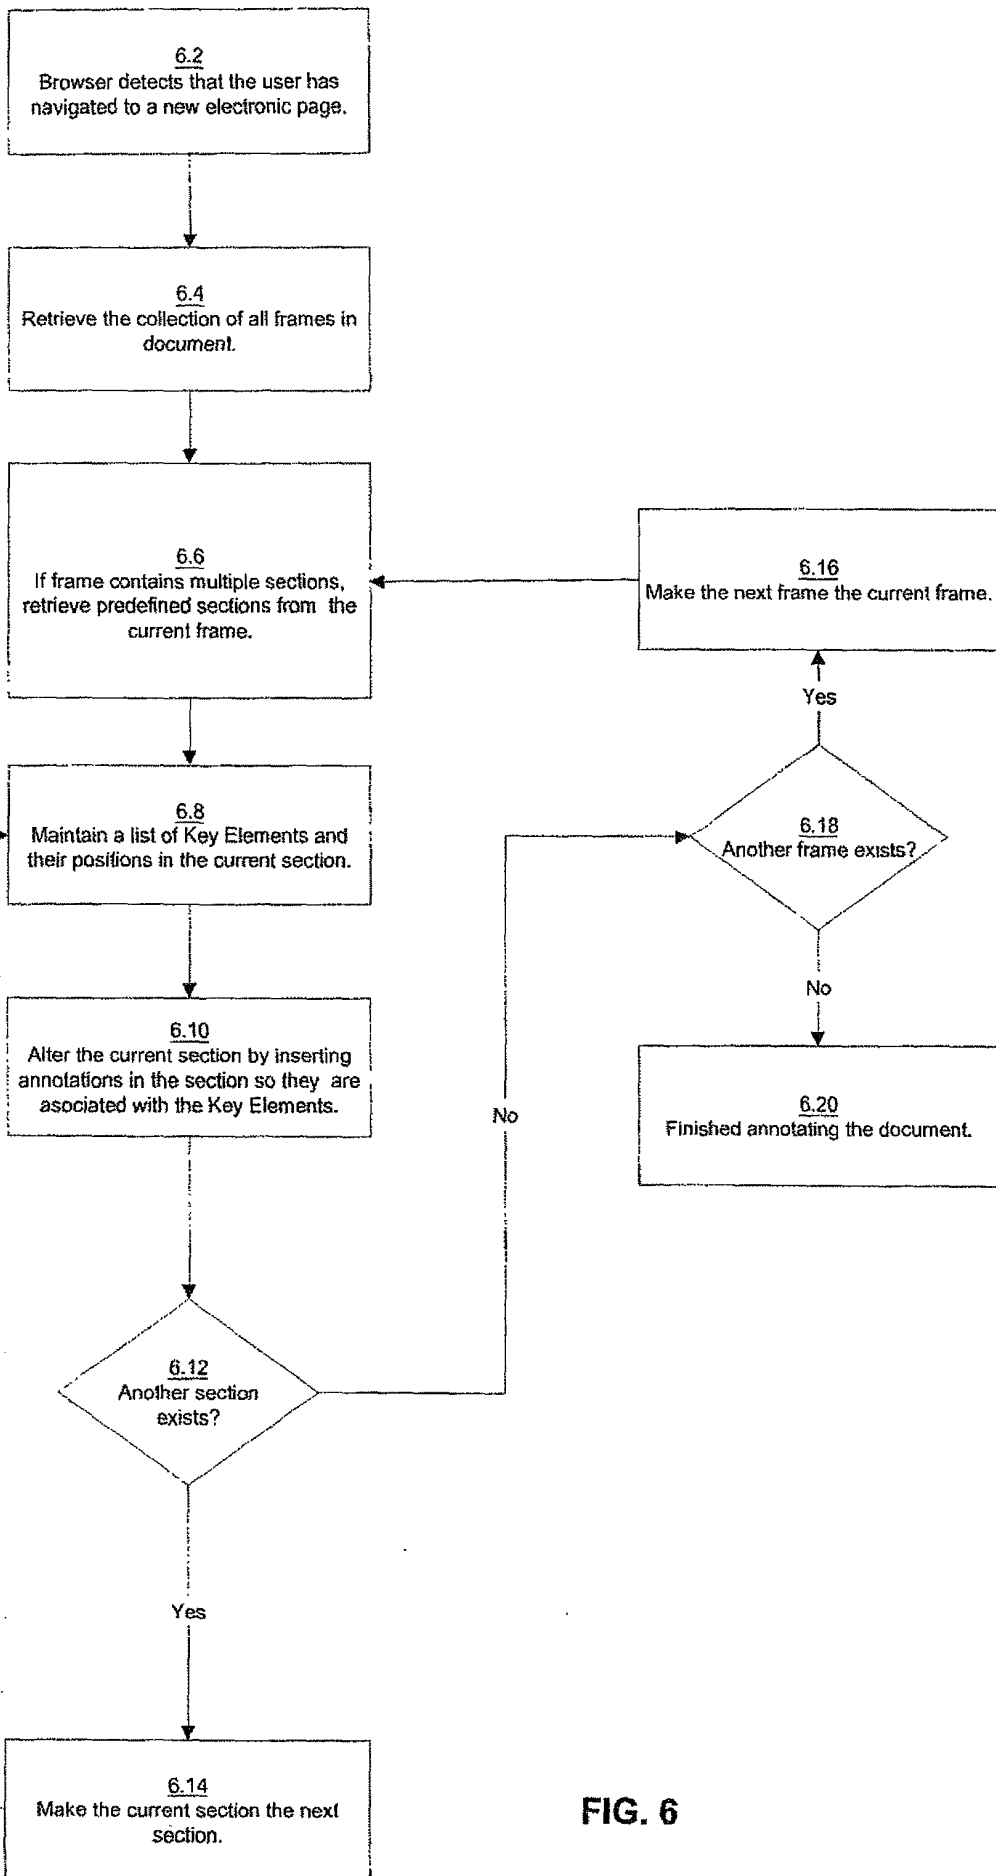 6.2
Browser detects that the user has
navigated to a new electronic page.
6.4
Retrieve the collection of all frames in
document.
6.6
If frame contains multiple sections,
retrieve predefined sections from the
current frame.
6.16
Make the next frame the current frame.
Yes
6.8
Maintain a list of Key Elements and
their positions in the current section.
6.18
Another frame exists?
No
6.10
Alter the current section by inserting
annotations in the section so they are
asociated with the Key Elements.
No
6.20
Finished annotating the document.
6.12
Another section
exists?
Yes
6.14
Make the current section the next
section.
FIG. 6